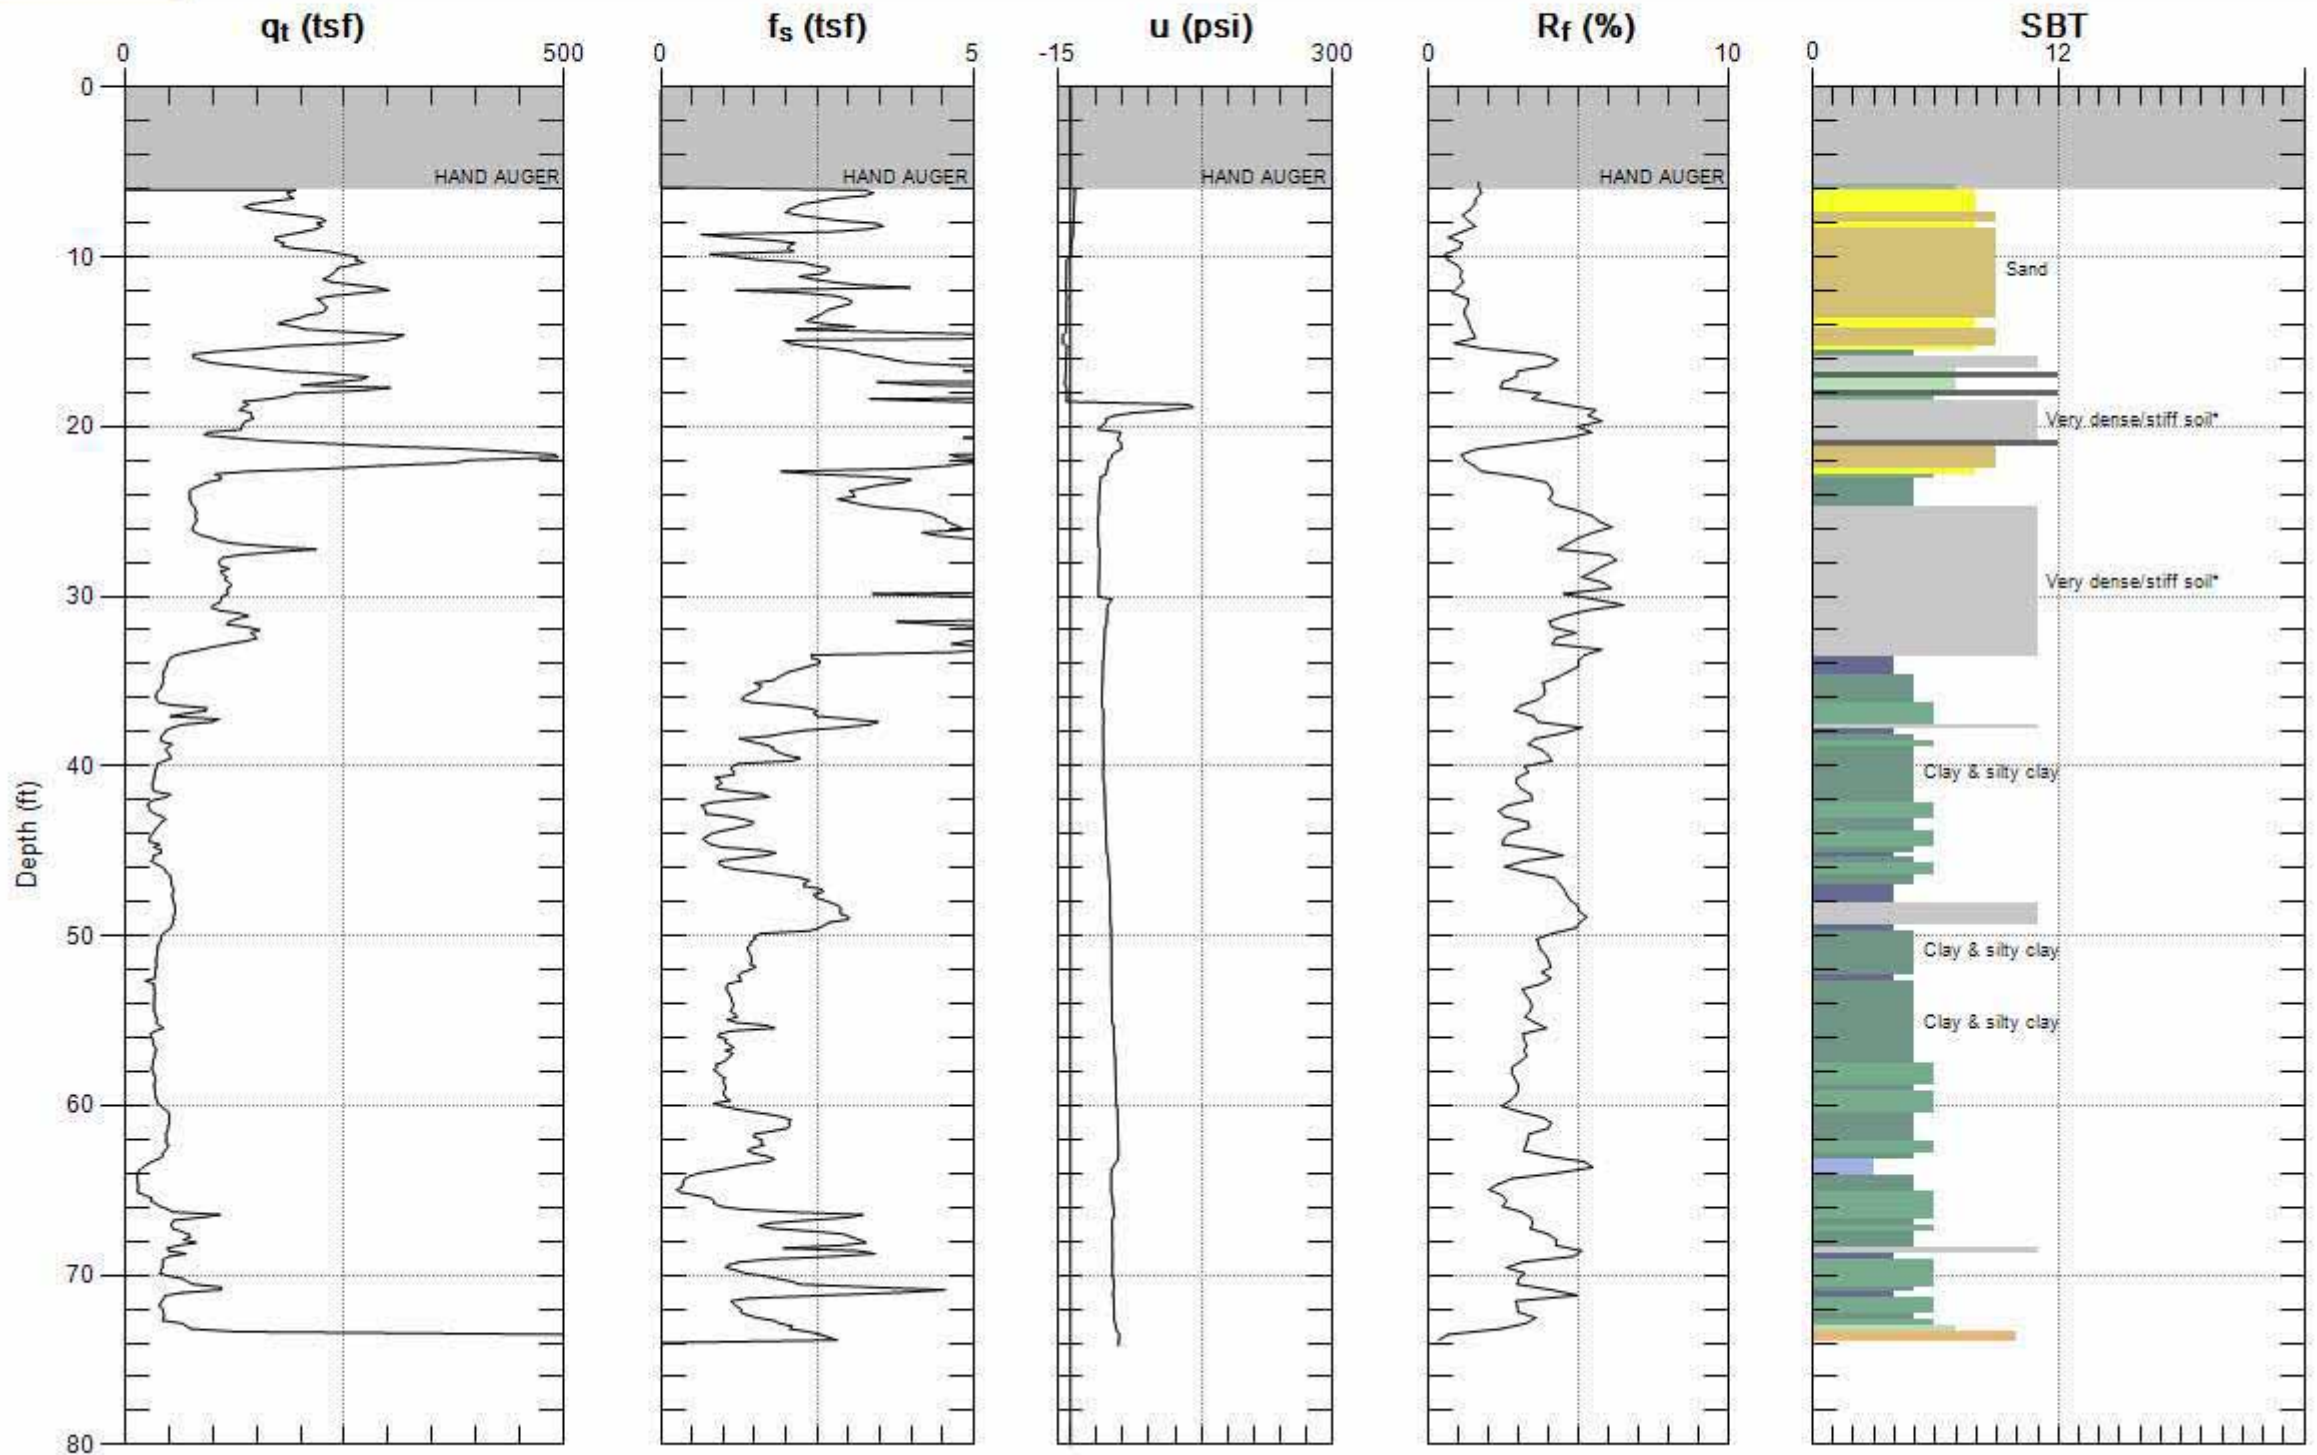 qt (tsf) fs (tsf) u (psi) Rf (%) SBT
0 500 0 5 -15 300 0 10 0 12
0
HAND AUGER HAND AUGER HAND AUGER HAND AUGER
10
Sand
20
Very dense/stiff soil*
30
Very dense/stiff soil*
40
Clay & silty clay
Depth (ft)
50
Clay & silty clay
Clay & silty clay
60
70
80